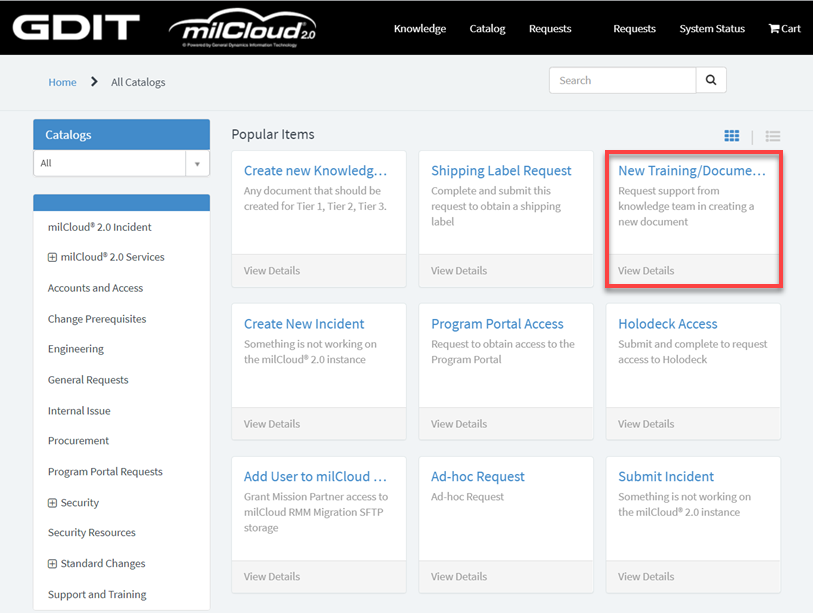 GDIT
milCloud 2.0
© Powered by General Dynamics Information Technology
Knowledge Catalog Requests Requests System Status Cart
Home All Catalogs
Search
Catalogs
All
milCloud® 2.0 Incident
milCloud® 2.0 Services
Accounts and Access
Change Prerequisites
Engineering
General Requests
Internal Issue
Procurement
Program Portal Requests
Security
Security Resources
Standard Changes
Support and Training
Popular Items
Create new Knowledg...
Any document that should be
created for Tier 1, Tier 2, Tier 3.
View Details
Shipping Label Request
Complete and submit this
request to obtain a shipping
label
View Details
New Training/Docume...
Request support from
knowledge team in creating a
new document
View Details
Create New Incident
Something is not working on
the milCloud® 2.0 instance
View Details
Program Portal Access
Request to obtain access to the
Program Portal
View Details
Holodeck Access
Submit and complete to request
access to Holodeck
View Details
Add User to milCloud ...
Grant Mission Partner access to
milCloud RMM Migration SFTP
storage
View Details
Ad-hoc Request
Ad-hoc Request
View Details
Submit Incident
Something is not working on
the milCloud® 2.0 instance
View Details